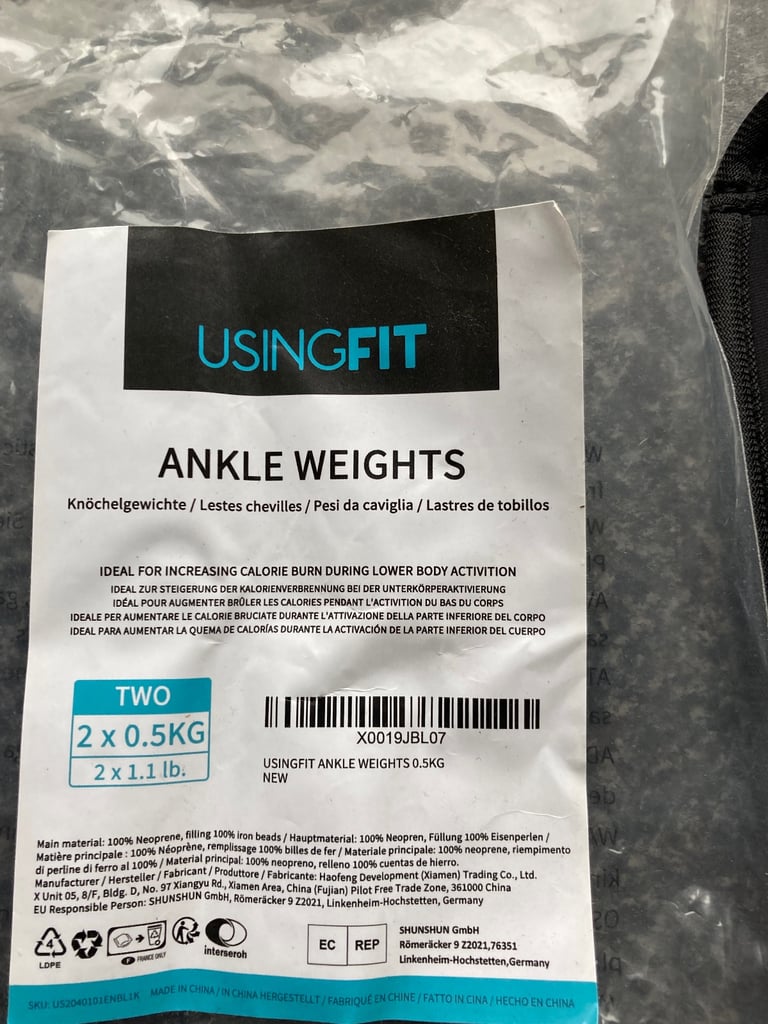 USINGFIT
ANKLE WEIGHTS
Knöchelgewichte / Lestes chevilles / Pesi da caviglia / Lastres de tobillos
IDEAL FOR INCREASING CALORIE BURN DURING LOWER BODY ACTIVITION
IDEAL ZUR STEIGERUNG DER KALORIENVERBRENNUNG BEI DER UNTERKÖRPERAKTIVIERUNG
IDÉAL POUR AUGMENTER BRÛLER LES CALORIES PENDANT L'ACTIVATION DU BAS DU CORPS
IDEALE PER AUMENTARE LE CALORIE BRUCIATE DURANTE L'ATTIVAZIONE DELLA PARTE INFERIORE DEL CORPO
IDEAL PARA AUMENTAR LA QUEMA DE CALORÍAS DURANTE LA ACTIVACIÓN DE LA PARTE INFERIOR DEL CUERPO
TWO
2 x 0.5KG
2 x 1.1 lb.
X0019JBL07
USINGFIT ANKLE WEIGHTS 0.5KG
NEW
Main material: 100% Neoprene, filling 100% iron beads / Hauptmaterial: 100% Neopren, Füllung 100% Eisenperlen /
Matière principale : 100% Néoprène, remplissage 100% billes de fer / Materiale principale: 100% neoprene, riempimento
di perline di ferro al 100% / Material principal: 100% neopreno, relleno 100% cuentas de hierro.
Manufacturer / Hersteller / Fabricant / Produttore / Fabricante: Haofeng Development (Xiamen) Trading Co., Ltd.
X Unit 05, 8/F, Bldg. D, No. 97 Xiangyu Rd., Xiamen Area, China (Fujian) Pilot Free Trade Zone, 361000 China
EU Responsible Person: SHUNSHUN GmbH, Römeräcker 9 Z2021, Linkenheim-Hochstetten, Germany
4
LDPE
FRANCE ONLY
interseroh
EC REP
SHUNSHUN GmbH
Römeräcker 9 Z2021,76351
Linkenheim-Hochstetten,Germany
SKU: US2040101ENBL1K MADE IN CHINA / IN CHINA HERGESTELLT / FABRIQUÉ EN CHINE / FATTO IN CINA / HECHO EN CHINA